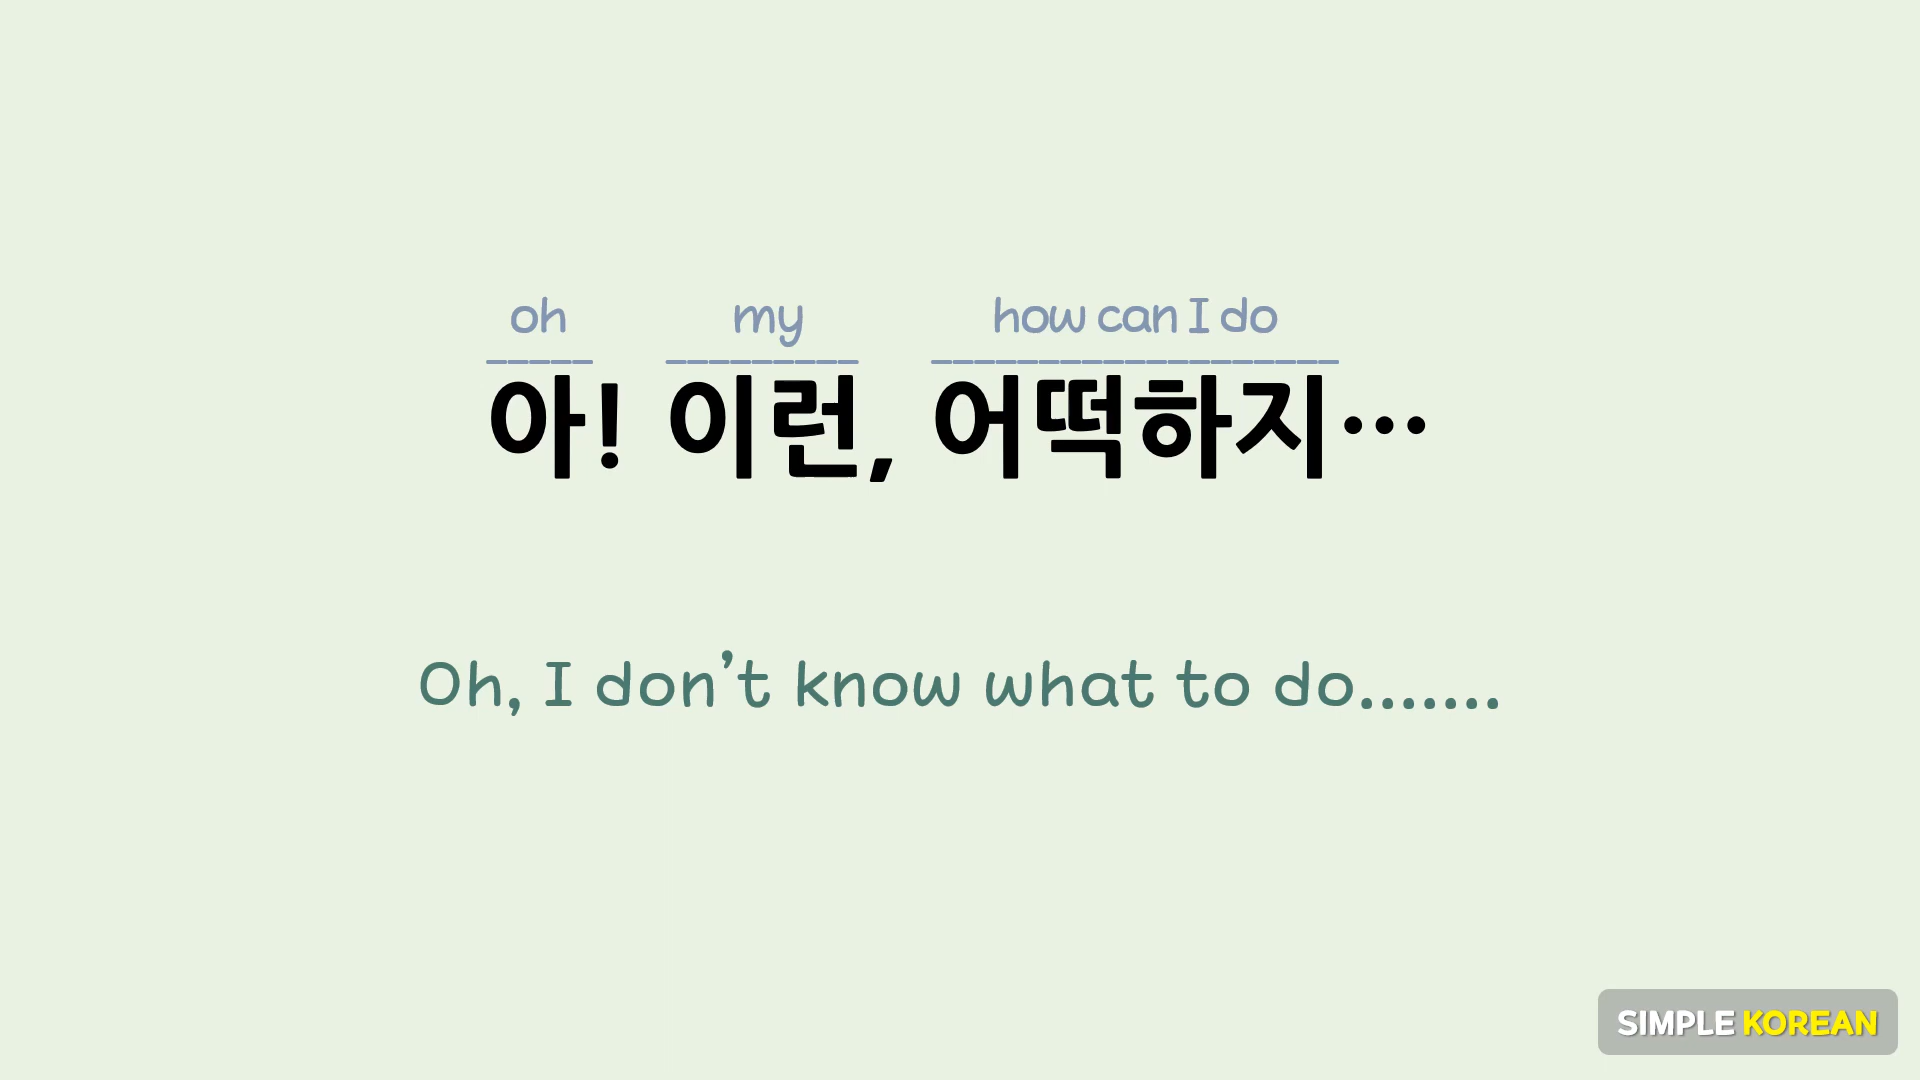 oh my how can I do
아! 이런, 어떡하지…
Oh, I don’t know what to do.......
SIMPLE KOREAN